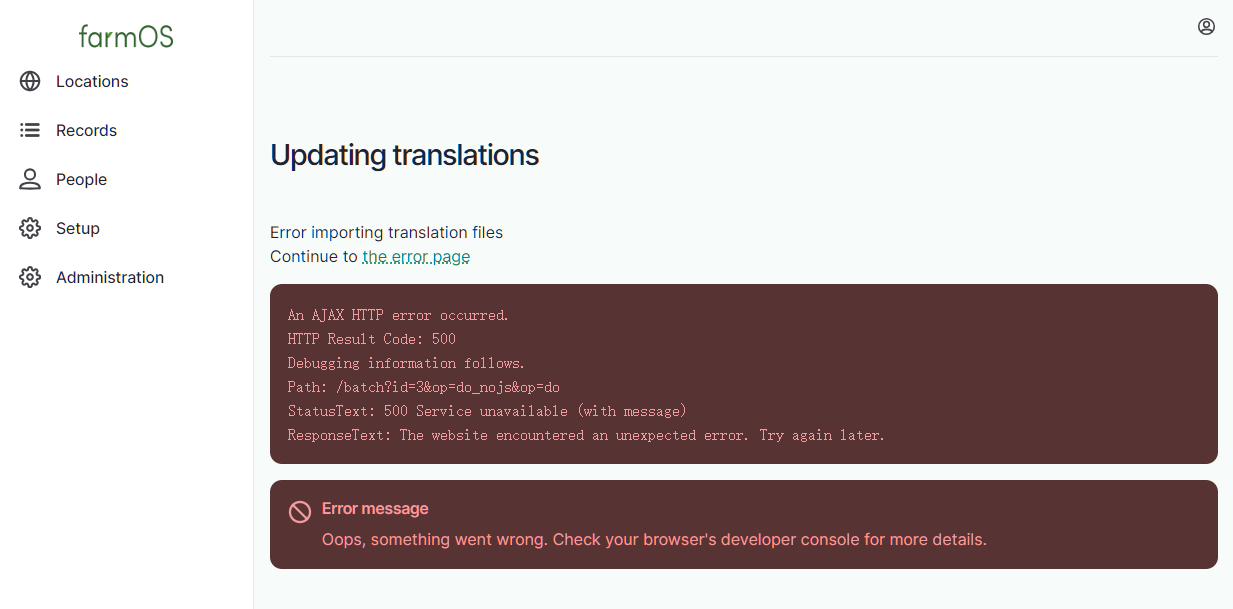 farmOS
Locations
Records
People
Setup
Administration
Updating translations
Error importing translation files
Continue to the error page
An AJAX HTTP error occurred.
HTTP Result Code: 500
Debugging information follows.
Path: /batch?id=3&op=do_nojs&op=do
StatusText: 500 Service unavailable (with message)
ResponseText: The website encountered an unexpected error. Try again later.
Error message
Oops, something went wrong. Check your browser's developer console for more details.